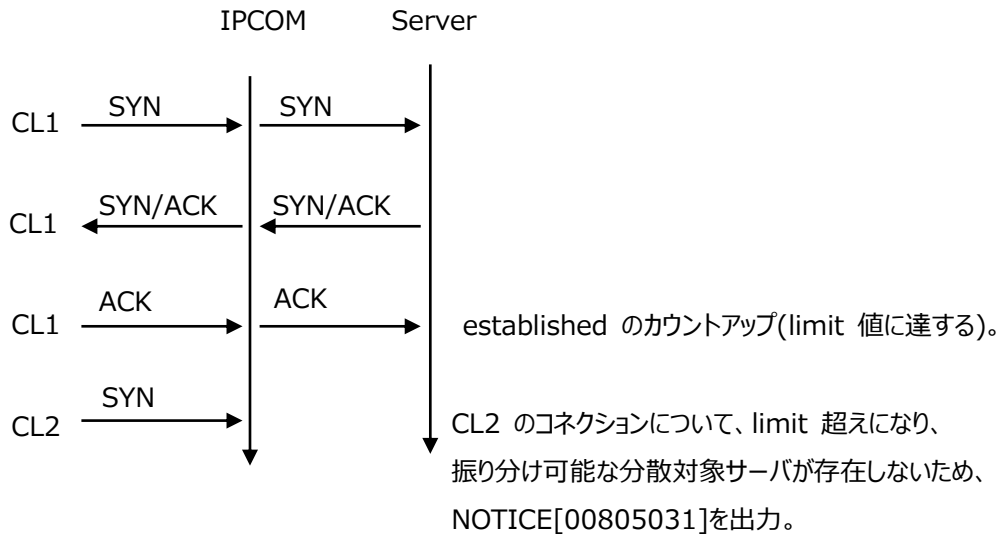 IPCOM Server
SYN SYN
CL1
SYN/ACK SYN/ACK
CL1
ACK ACK
CL1 established のカウントアップ(limit 値に達する)。
SYN
CL2 CL2 のコネクションについて、limit 超えになり、
振り分け可能な分散対象サーバが存在しないため、
NOTICE[00805031]を出力。